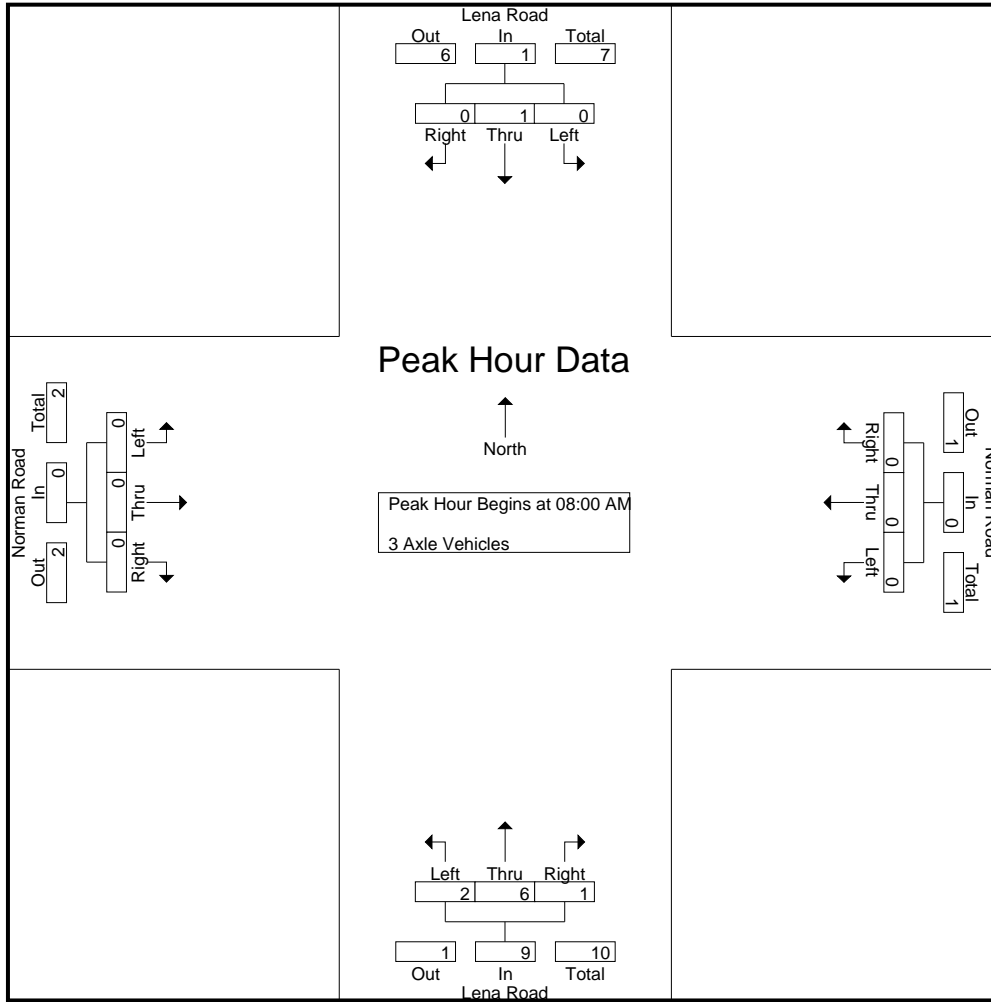 Lena Road
Out In Total
6 1 7
0 1 0
Right Thru Left
Peak Hour Data
North
Peak Hour Begins at 08:00 AM
3 Axle Vehicles
Norman Road
Total In Out
2 0 2
0 0 0
Left Thru Right
Norman Road
Out In Total
1 0 1
0 0 0
Right Thru Left
Left Thru Right
2 6 1
1 9 10
Out In Total
Lena Road